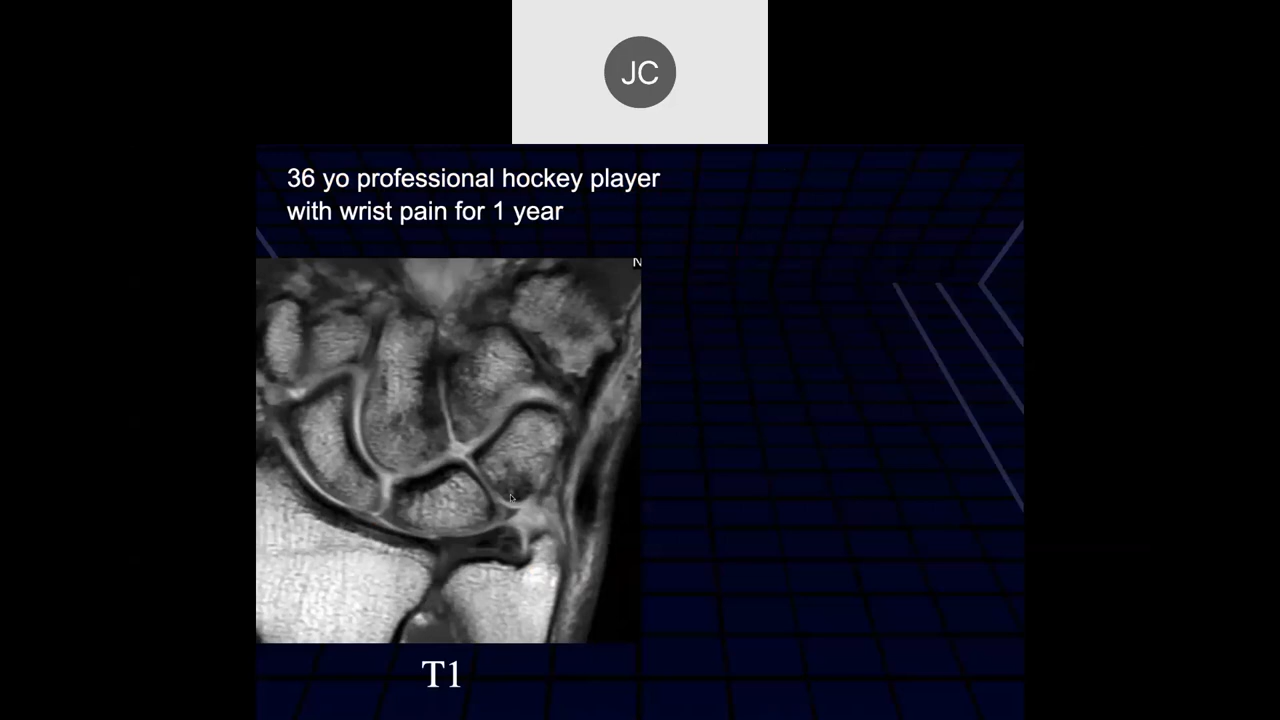 JC
36 yo professional hockey player
with wrist pain for 1 year
N
T1